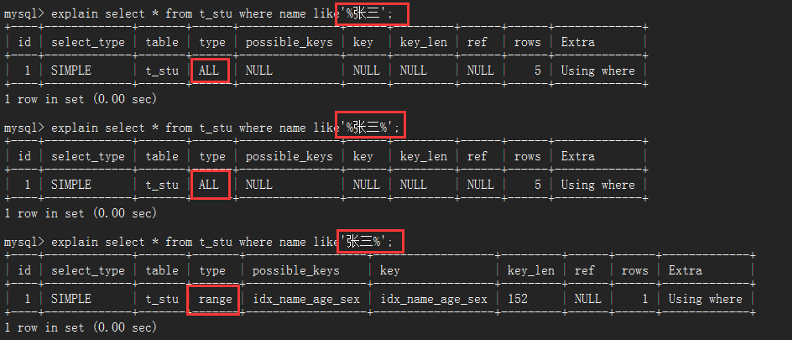 mysql> explain select * from t_stu where name like'%张三';
+----+-------------+-------+------+---------------+------+---------+------+------+-------------+
| id | select_type | table | type | possible_keys | key | key_len | ref | rows | Extra |
+----+-------------+-------+------+---------------+------+---------+------+------+-------------+
| 1 | SIMPLE | t_stu | ALL | NULL | NULL | NULL | NULL | 5 | Using where |
+----+-------------+-------+------+---------------+------+---------+------+------+-------------+
1 row in set (0.00 sec)
mysql> explain select * from t_stu where name like'%张三%';
+----+-------------+-------+------+---------------+------+---------+------+------+-------------+
| id | select_type | table | type | possible_keys | key | key_len | ref | rows | Extra |
+----+-------------+-------+------+---------------+------+---------+------+------+-------------+
| 1 | SIMPLE | t_stu | ALL | NULL | NULL | NULL | NULL | 5 | Using where |
+----+-------------+-------+------+---------------+------+---------+------+------+-------------+
1 row in set (0.00 sec)
mysql> explain select * from t_stu where name like'张三%';
+----+-------------+-------+-------+------------------+------------------+---------+------+------+-------------+
| id | select_type | table | type | possible_keys | key | key_len | ref | rows | Extra |
+----+-------------+-------+-------+------------------+------------------+---------+------+------+-------------+
| 1 | SIMPLE | t_stu | range | idx_name_age_sex | idx_name_age_sex | 152 | NULL | 1 | Using where |
+----+-------------+-------+-------+------------------+------------------+---------+------+------+-------------+
1 row in set (0.00 sec)